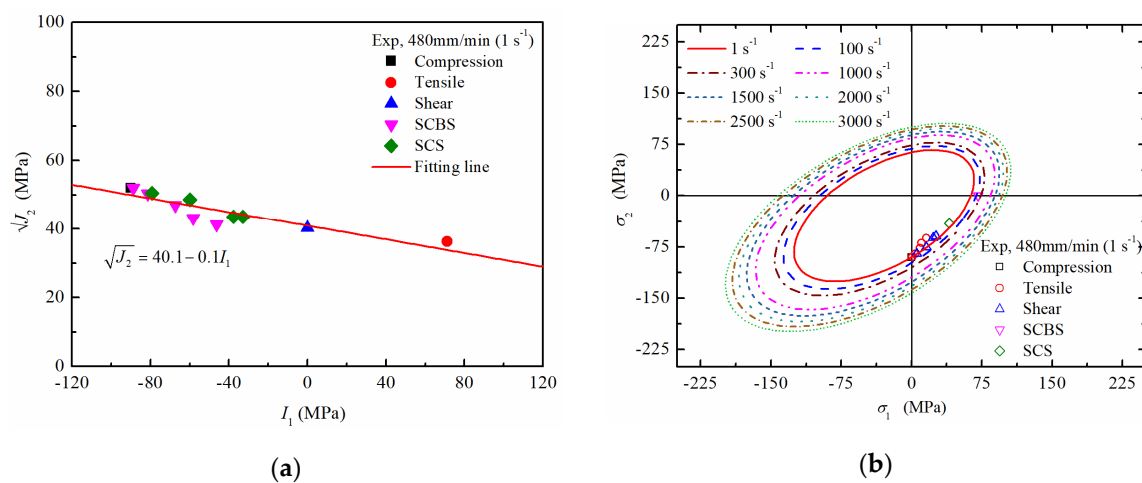 100
80
60
40
20
0
√J₂ (MPa)
Exp, 480mm/min (1 s⁻¹)
Compression
Tensile
Shear
SCBS
SCS
Fitting line
√J₂ = 40.1 − 0.1I₁
-120 -80 -40 0 40 80 120
I₁ (MPa)
(a)
225
150
75
0
-75
-150
-225
σ₂ (MPa)
1 s⁻¹ 100 s⁻¹
300 s⁻¹ 1000 s⁻¹
1500 s⁻¹ 2000 s⁻¹
2500 s⁻¹ 3000 s⁻¹
Exp, 480mm/min (1 s⁻¹)
Compression
Tensile
Shear
SCBS
SCS
-225 -150 -75 0 75 150 225
σ₁ (MPa)
(b)